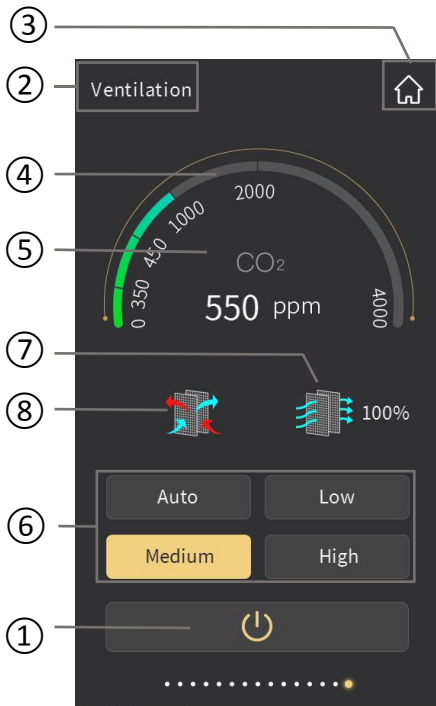 ③
②
Ventilation
④
2000
1000
⑤
450
CO₂
350
550 ppm
4000
0
⑦
⑧
100%
Auto
Low
⑥
Medium
High
①